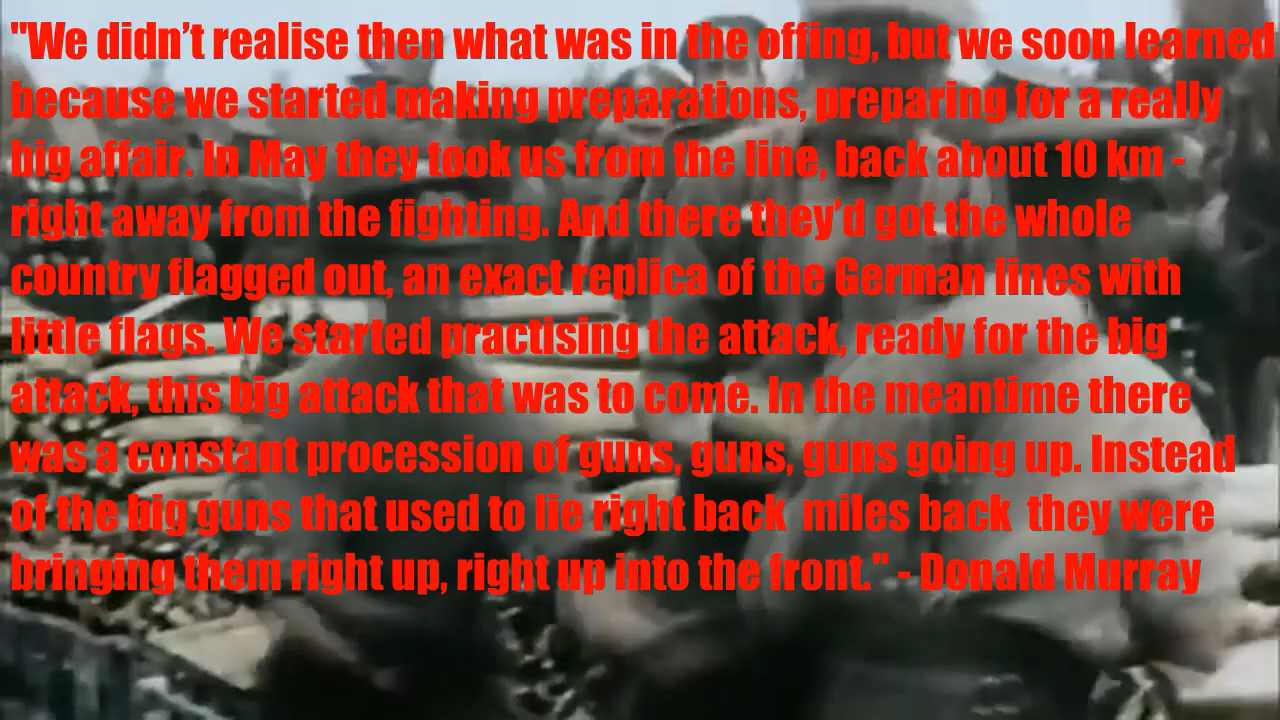 "We didn’t realise then what was in the offing, but we soon learned
because we started making preparations, preparing for a really
big affair. In May they took us from the line, back about 10 km -
right away from the fighting. And there they’d got the whole
country flagged out, an exact replica of the German lines with
little flags. We started practising the attack, ready for the big
attack, this big attack that was to come. In the meantime there
was a constant procession of guns, guns, guns going up. Instead
of the big guns that used to lie right back  miles back  they were
bringing them right up, right up into the front." - Donald Murray